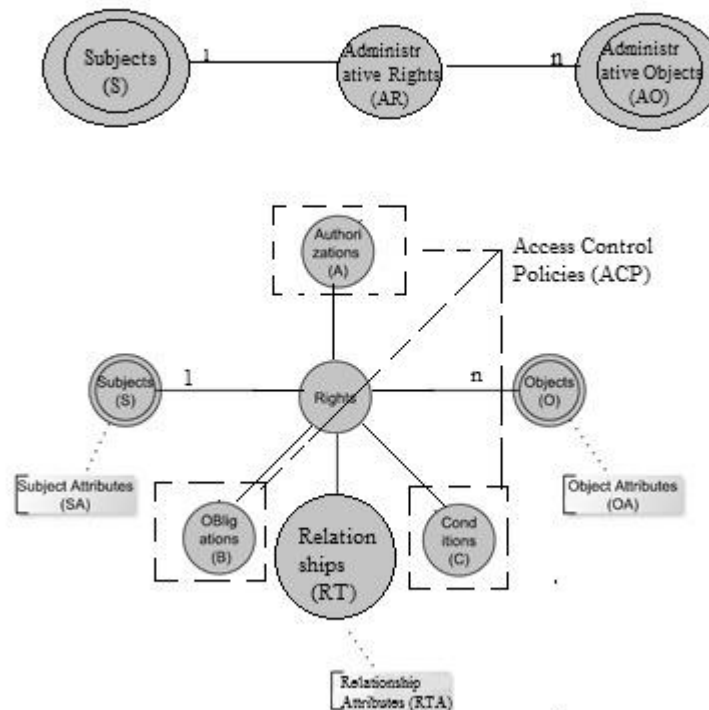 Subjects
(S)
1
Administr
ative Rights
(AR)
n
Administr
ative Objects
(AO)
Authori
zations
(A)
Access Control
Policies (ACP)
Subjects
(S)
1
Rights
n
Objects
(O)
Subject Attributes
(SA)
Object Attributes
(OA)
OBlig
ations
(B)
Relation
ships
(RT)
Cond
itions
(C)
Relationship
Attributes (RTA)